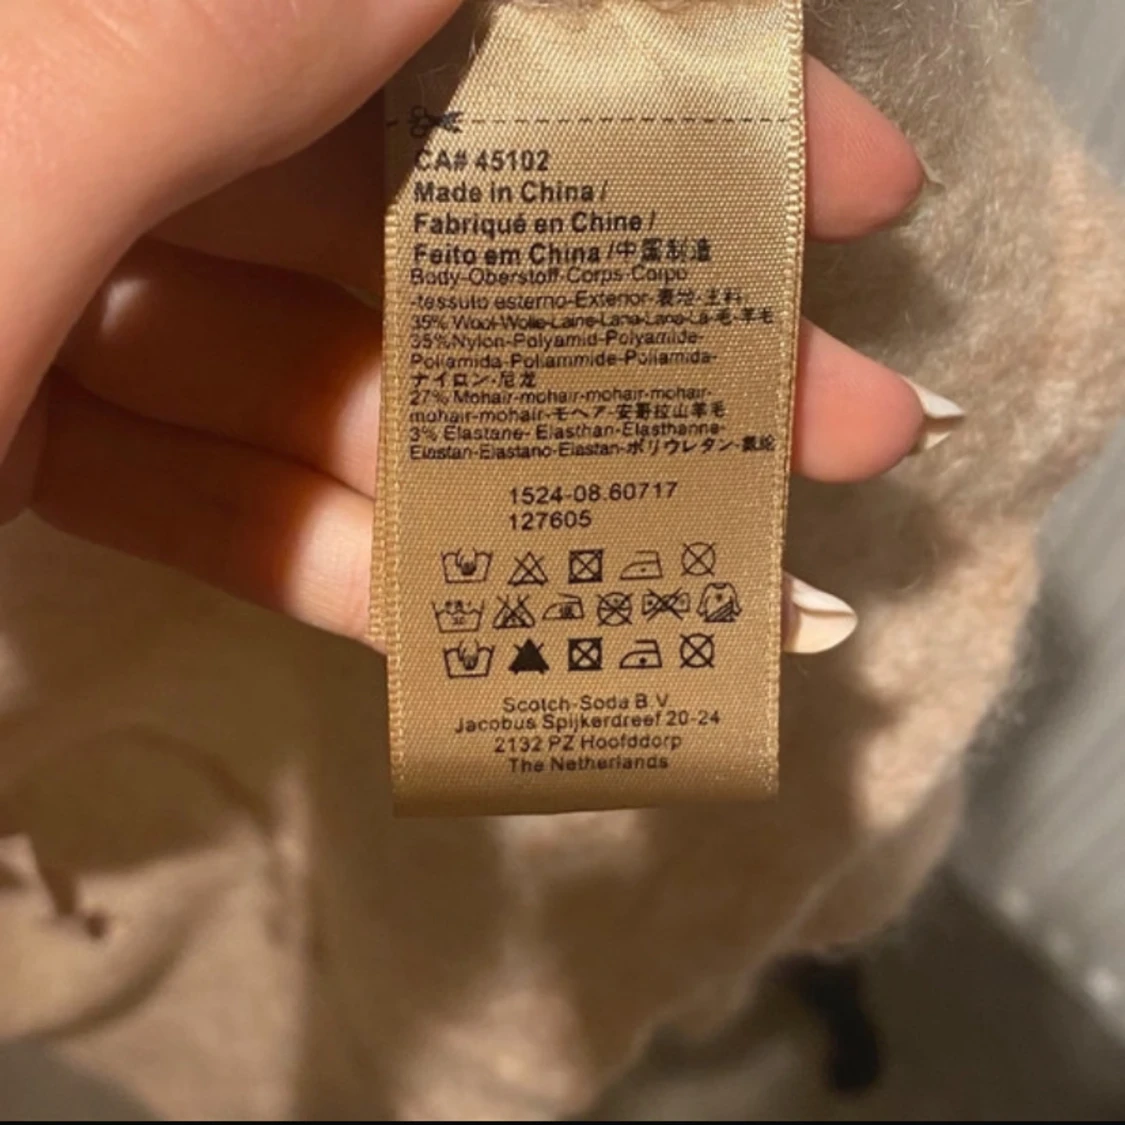 CA# 45102
Made in China /
Fabriqué en Chine /
Feito em China /中国制造
Body-Oberstoff-Corps-Corpo
-tessuto esterno-Exterior-表地-主料
35% Wool-Wolle-Laine-Lana-Lana-Lã-毛-羊毛
35%Nylon-Polyamid-Polyamide-
Poliamida-Poliammide-Poliamida-
ナイロン-尼龙
27% Mohair-mohair-mohair-mohair-
mohair-mohair-モヘア-安哥拉山羊毛
3% Elastane- Elasthan-Elasthanne-
Elastan-Elastano-Elastan-ポリウレタン-氨纶
1524-08.60717
127605
30
Scotch-Soda B.V.
Jacobus Spijkerdreef 20-24
2132 PZ Hoofddorp
The Netherlands